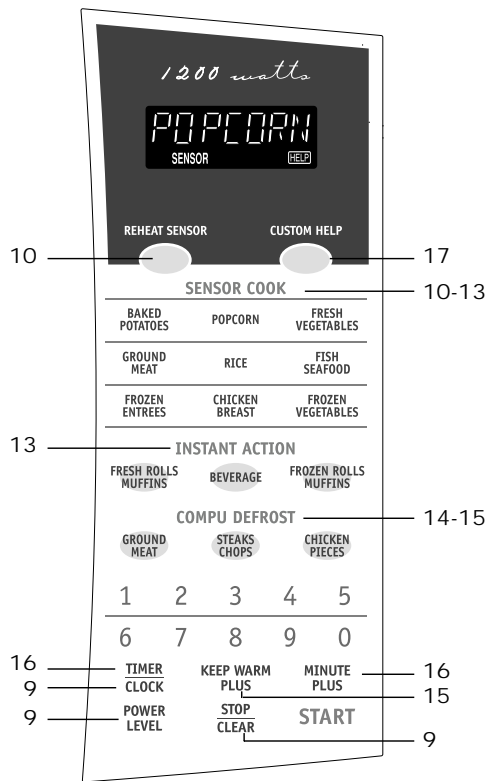 1200 watts
POPCORN
SENSOR HELP
REHEAT SENSOR CUSTOM HELP
10 17
SENSOR COOK 10-13
BAKED POTATOES POPCORN FRESH VEGETABLES
GROUND MEAT RICE FISH SEAFOOD
FROZEN ENTREES CHICKEN BREAST FROZEN VEGETABLES
13 INSTANT ACTION
FRESH ROLLS MUFFINS BEVERAGE FROZEN ROLLS MUFFINS
COMPU DEFROST 14-15
GROUND MEAT STEAKS CHOPS CHICKEN PIECES
1 2 3 4 5
6 7 8 9 0
16 TIMER KEEP WARM PLUS MINUTE PLUS 16
9 CLOCK 15
9 POWER LEVEL STOP CLEAR START
9